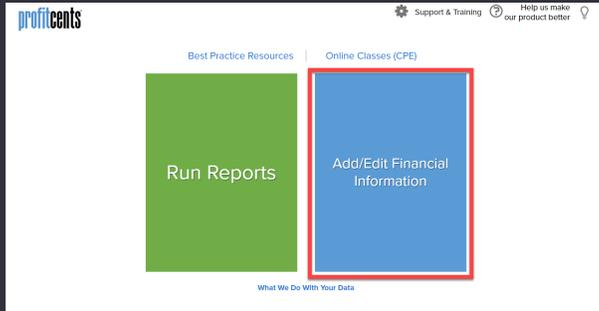 profitcents
Support & Training
Help us make
our product better
Best Practice Resources
Online Classes (CPE)
Run Reports
Add/Edit Financial
Information
What We Do With Your Data